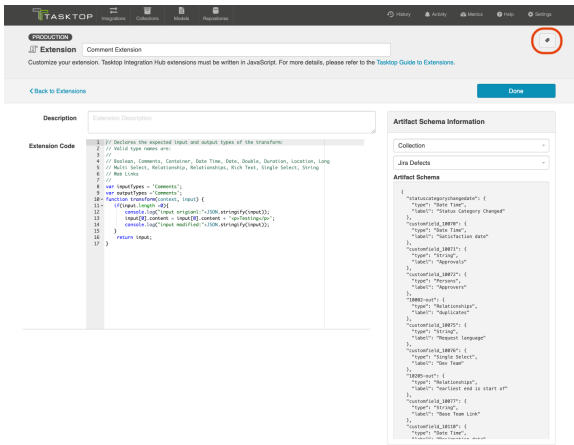 TASKTOP
Integrations
Collections
Models
Repositories
History
Activity
Metrics
Help
Settings
PRODUCTION
Extension
Comment Extension
Customize your extension. Tasktop Integration Hub extensions must be written in JavaScript. For more details, please refer to the Tasktop Guide to Extensions.
Back to Extensions
Done
Description
Extension Description
Extension Code
1 // Declares the expected input and output types of the transform:
2 // Valid type names are:
3 //
4 // Boolean, Comments, Container, Date Time, Date, Double, Duration, Location, Long
5 // Multi Select, Relationship, Relationships, Rich Text, Single Select, String
6 // Web Links
7 //
8 var inputTypes = 'Comments';
9 var outputTypes ='Comments';
10 function transform(context, input) {
11 if(input.length >0){
12 console.log("input origioanl:"+JSON.stringify(input));
13 input[0].content = input[0].content + '<p>Testing</p>';
14 console.log("input modified:"+JSON.stringify(input));
15 }
16 return input;
17 }
Artifact Schema Information
Collection
Jira Defects
Artifact Schema
{
"statuscategorychangedate": {
"type": "Date Time",
"label": "Status Category Changed"
},
"customfield_10070": {
"type": "Date Time",
"label": "Satisfaction date"
},
"customfield_10071": {
"type": "String",
"label": "Approvals"
},
"customfield_10072": {
"type": "Persons",
"label": "Approvers"
},
"10002-out": {
"type": "Relationships",
"label": "duplicates"
},
"customfield_10075": {
"type": "String",
"label": "Request language"
},
"customfield_10076": {
"type": "Single Select",
"label": "Dev Team"
},
"10205-out": {
"type": "Relationships",
"label": "earliest end is start of"
},
"customfield_10077": {
"type": "String",
"label": "Base Team Link"
},
"customfield_10110": {
"type": "Date Time",